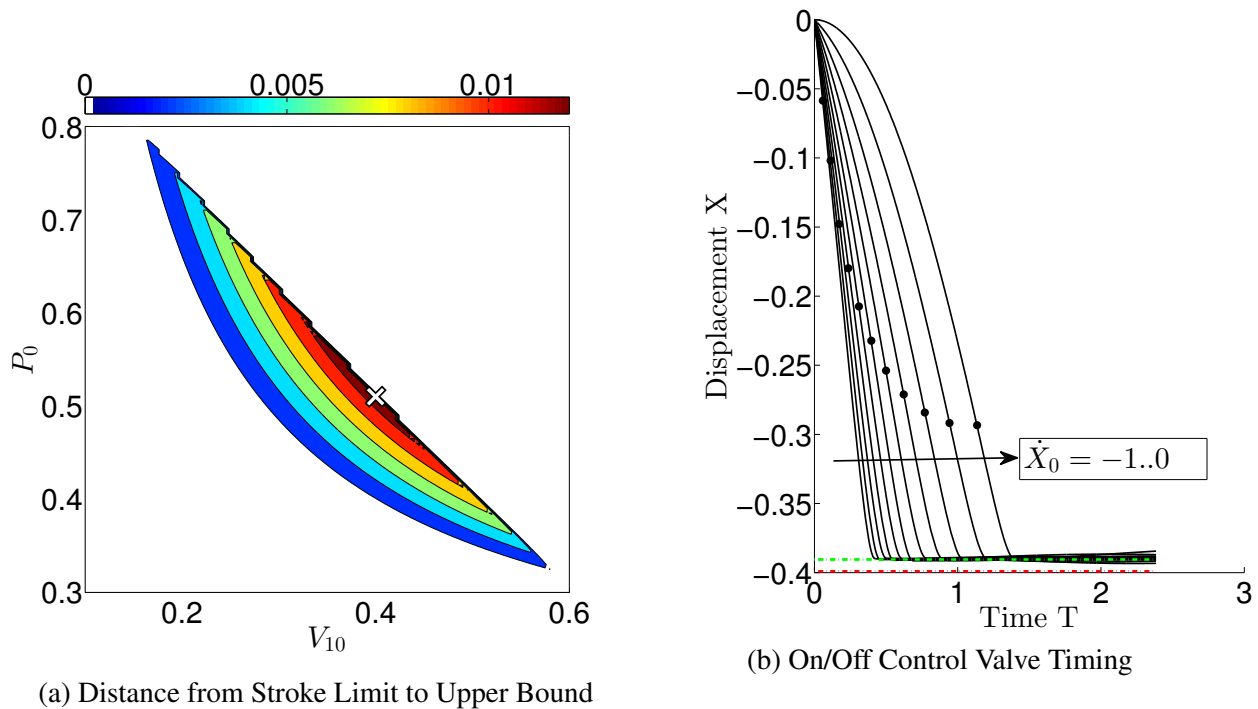 0 0.005 0.01
0.8
0.7
0.6
0.5
0.4
0.3
P0
0.2 0.4 0.6
V10
(a) Distance from Stroke Limit to Upper Bound
0
−0.05
−0.1
−0.15
−0.2
−0.25
−0.3
−0.35
−0.4
Displacement X
Ẋ0 = −1..0
0 1 2 3
Time T
(b) On/Off Control Valve Timing